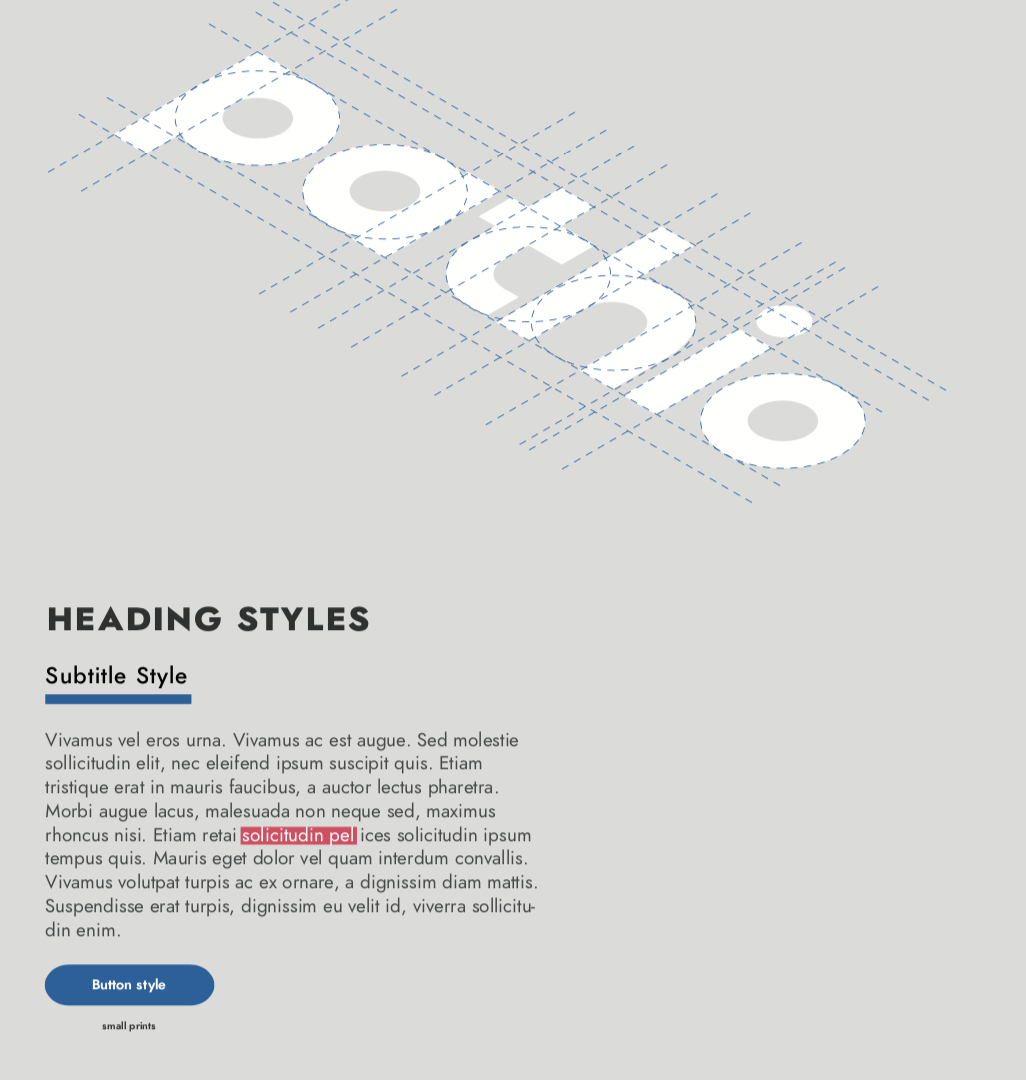 pathio
HEADING STYLES
Subtitle Style
Vivamus vel eros urna. Vivamus ac est augue. Sed molestie
sollicitudin elit, nec eleifend ipsum suscipit quis. Etiam
tristique erat in mauris faucibus, a auctor lectus pharetra.
Morbi augue lacus, malesuada non neque sed, maximus
rhoncus nisi. Etiam retai solicitudin pel ices solicitudin ipsum
tempus quis. Mauris eget dolor vel quam interdum convallis.
Vivamus volutpat turpis ac ex ornare, a dignissim diam mattis.
Suspendisse erat turpis, dignissim eu velit id, viverra sollicitu-
din enim.
Button style
small prints